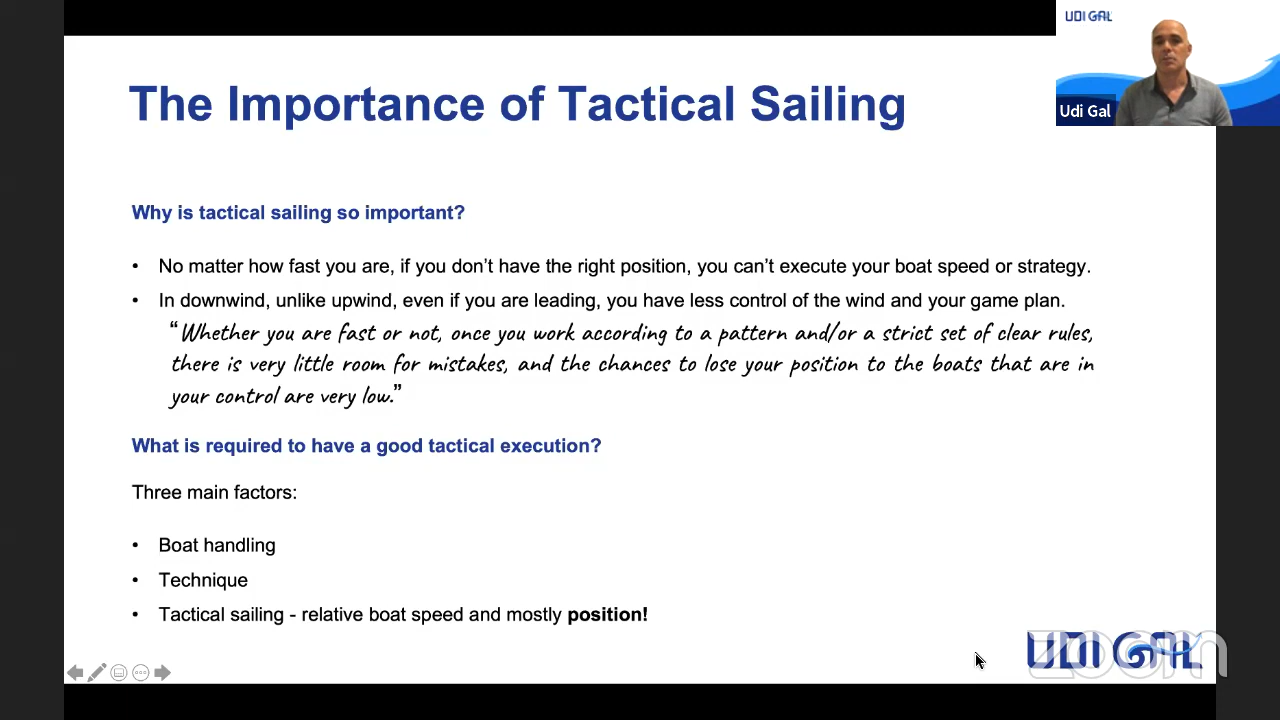 UDI GAL
Udi Gal
The Importance of Tactical Sailing
Why is tactical sailing so important?
• No matter how fast you are, if you don’t have the right position, you can’t execute your boat speed or strategy.
• In downwind, unlike upwind, even if you are leading, you have less control of the wind and your game plan.
“Whether you are fast or not, once you work according to a pattern and/or a strict set of clear rules,
there is very little room for mistakes, and the chances to lose your position to the boats that are in
your control are very low.”
What is required to have a good tactical execution?
Three main factors:
• Boat handling
• Technique
• Tactical sailing - relative boat speed and mostly position!
UDI GAL
zoom